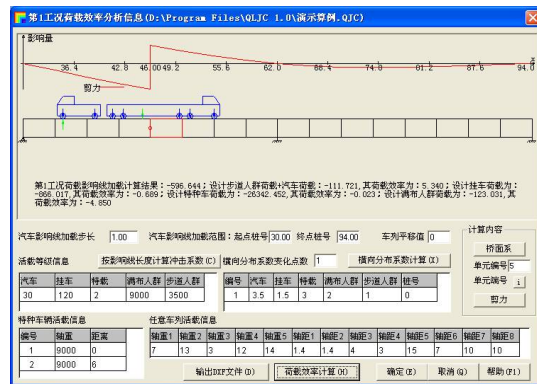 第1工况荷载效率分析信息(D:\Program Files\QLJC 1.0\演示算例.QJC)
影响量
36.4 42.8 46.00 49.2 55.6 62.0 68.4 74.8 81.2 87.6 94.0
剪力
第1工况荷载影响线加载计算结果:-596.644;设计步道人群荷载+汽车荷载:-111.721,其荷载效率为:5.340;设计挂车荷载为:
-866.017,其荷载效率为:-0.689;设计特种车荷载为:-26342.452,其荷载效率为:-0.023;设计满布人群荷载为:-123.031,其
荷载效率为:-4.850
汽车影响线加载步长 1.00 汽车影响线加载范围:起点桩号 30.00 终点桩号 94.00 车列平移值 0
计算内容
桥面系
活载等级信息 按影响线长度计算冲击系数(C) 横向分布系数变化点数 1 横向分布系数计算(X)
单元编号 5
单元端号 i
剪力
汽车 挂车 特载 满布人群 步道人群
30 120 2 9000 3500
编号 汽车 挂车 特载 满布人群 步道人群 桩号
1 3.5 1.5 3 2 1 0
特种车辆活载信息
编号 轴重 距离
1 9000 0
2 9000 6
任意车列活载信息
轴重1 轴重2 轴重3 轴重4 轴重5 轴距1 轴距2 轴距3 轴距4 轴距5 轴距6 轴距7 轴距8
7 13 3 12 14 1.4 1.4 4 3 15 7 10 10
输出DXF文件(D) 荷载效率计算(H) 确定(E) 取消(Q) 帮助(F1)